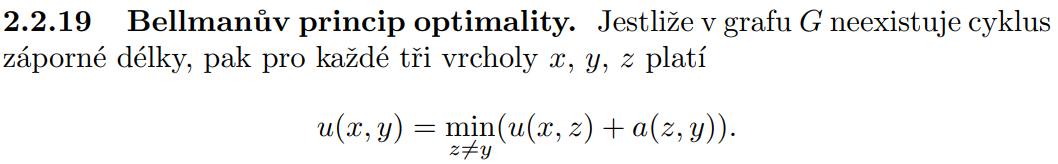 2.2.19 Bellmanův princip optimality. Jestliže v grafu G neexistuje cyklus
záporné délky, pak pro každé tři vrcholy x, y, z platí
u(x, y) = min_{z≠y}(u(x, z) + a(z, y)).